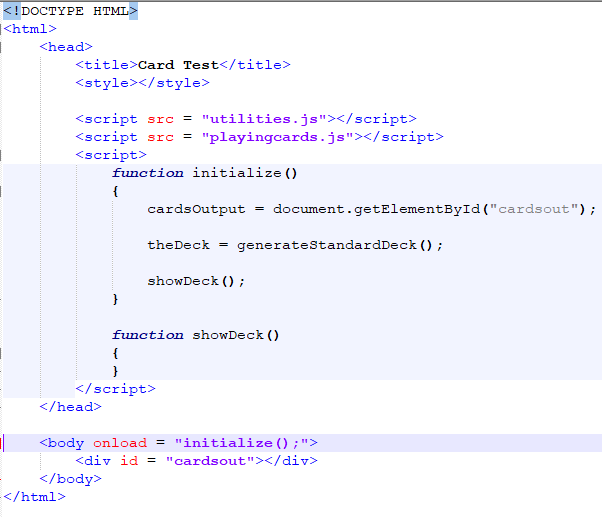 <!DOCTYPE HTML>
<html>
<head>
<title>Card Test</title>
<style></style>
<script src = "utilities.js"></script>
<script src = "playingcards.js"></script>
<script>
function initialize()
{
cardsOutput = document.getElementById("cardsout");
theDeck = generateStandardDeck();
showDeck();
}
function showDeck()
{
}
</script>
</head>
<body onload = "initialize();">
<div id = "cardsout"></div>
</body>
</html>